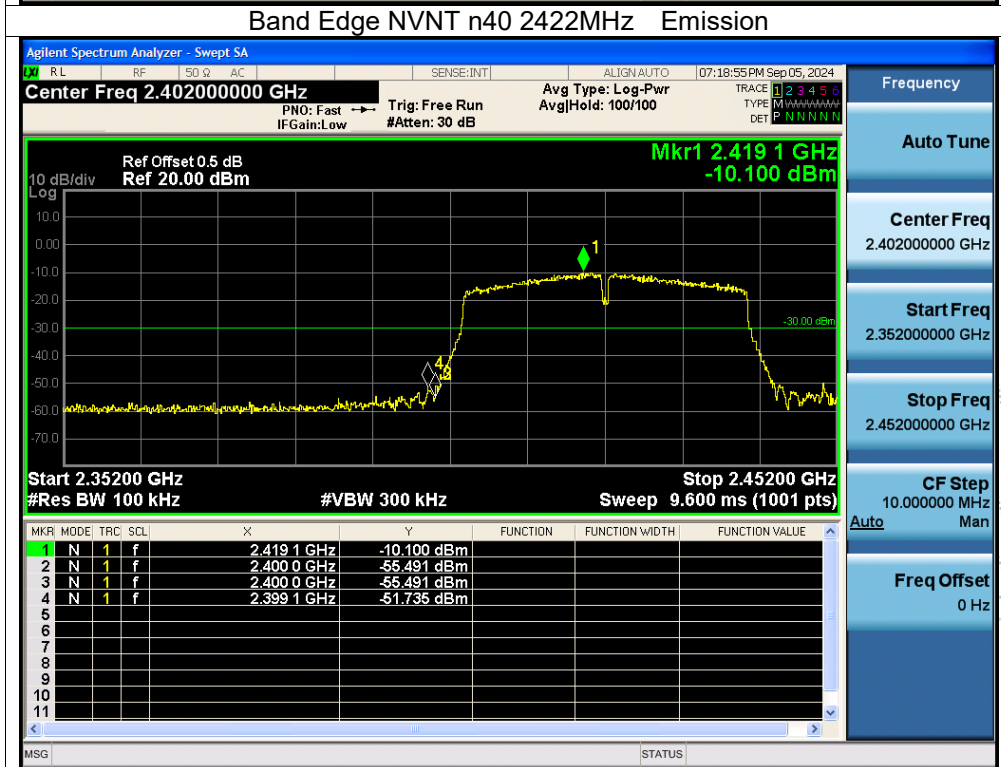 Band Edge NVNT n40 2422MHz Emission
Agilent Spectrum Analyzer - Swept SA
LXI RL RF 50 Ω AC SENSE:INT ALIGN AUTO 07:18:55 PM Sep 05, 2024
Center Freq 2.402000000 GHz
PNO: Fast
IFGain:Low
Trig: Free Run
#Atten: 30 dB
Avg Type: Log-Pwr
Avg|Hold: 100/100
TRACE 1 2 3 4 5 6
TYPE M
DET P N N N N N
Ref Offset 0.5 dB
Ref 20.00 dBm
Mkr1 2.419 1 GHz
-10.100 dBm
10 dB/div
Log
10.0
0.00
-10.0
-20.0
-30.0
-40.0
-50.0
-60.0
-70.0
1
-30.00 dBm
4
Start 2.35200 GHz
Stop 2.45200 GHz
#Res BW 100 kHz #VBW 300 kHz Sweep 9.600 ms (1001 pts)
MKR MODE TRC SCL X Y FUNCTION FUNCTION WIDTH FUNCTION VALUE
1 N 1 f 2.419 1 GHz -10.100 dBm
2 N 1 f 2.400 0 GHz -55.491 dBm
3 N 1 f 2.400 0 GHz -55.491 dBm
4 N 1 f 2.399 1 GHz -51.735 dBm
5
6
7
8
9
10
11
MSG STATUS
Frequency
Auto Tune
Center Freq
2.402000000 GHz
Start Freq
2.352000000 GHz
Stop Freq
2.452000000 GHz
CF Step
10.000000 MHz
Auto Man
Freq Offset
0 Hz